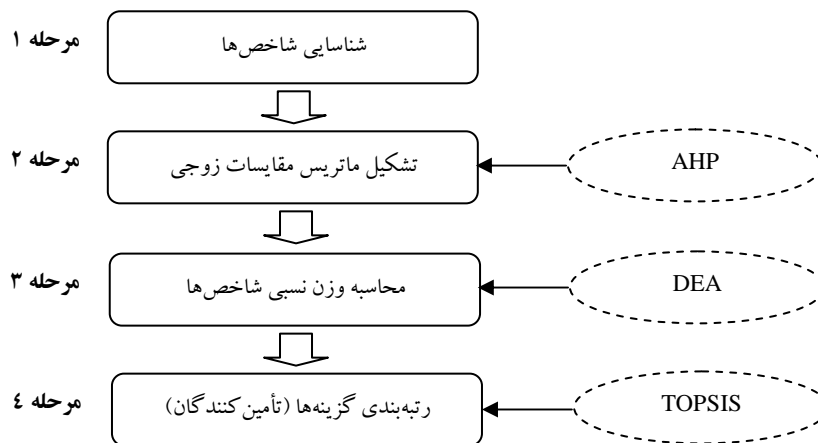 مرحله ۱
شناسایی شاخص‌ها
مرحله ۲
تشکیل ماتریس مقایسات زوجی
AHP
مرحله ۳
محاسبه وزن نسبی شاخص‌ها
DEA
مرحله ٤
رتبه‌بندی گزینه‌ها (تأمین‌کنندگان)
TOPSIS